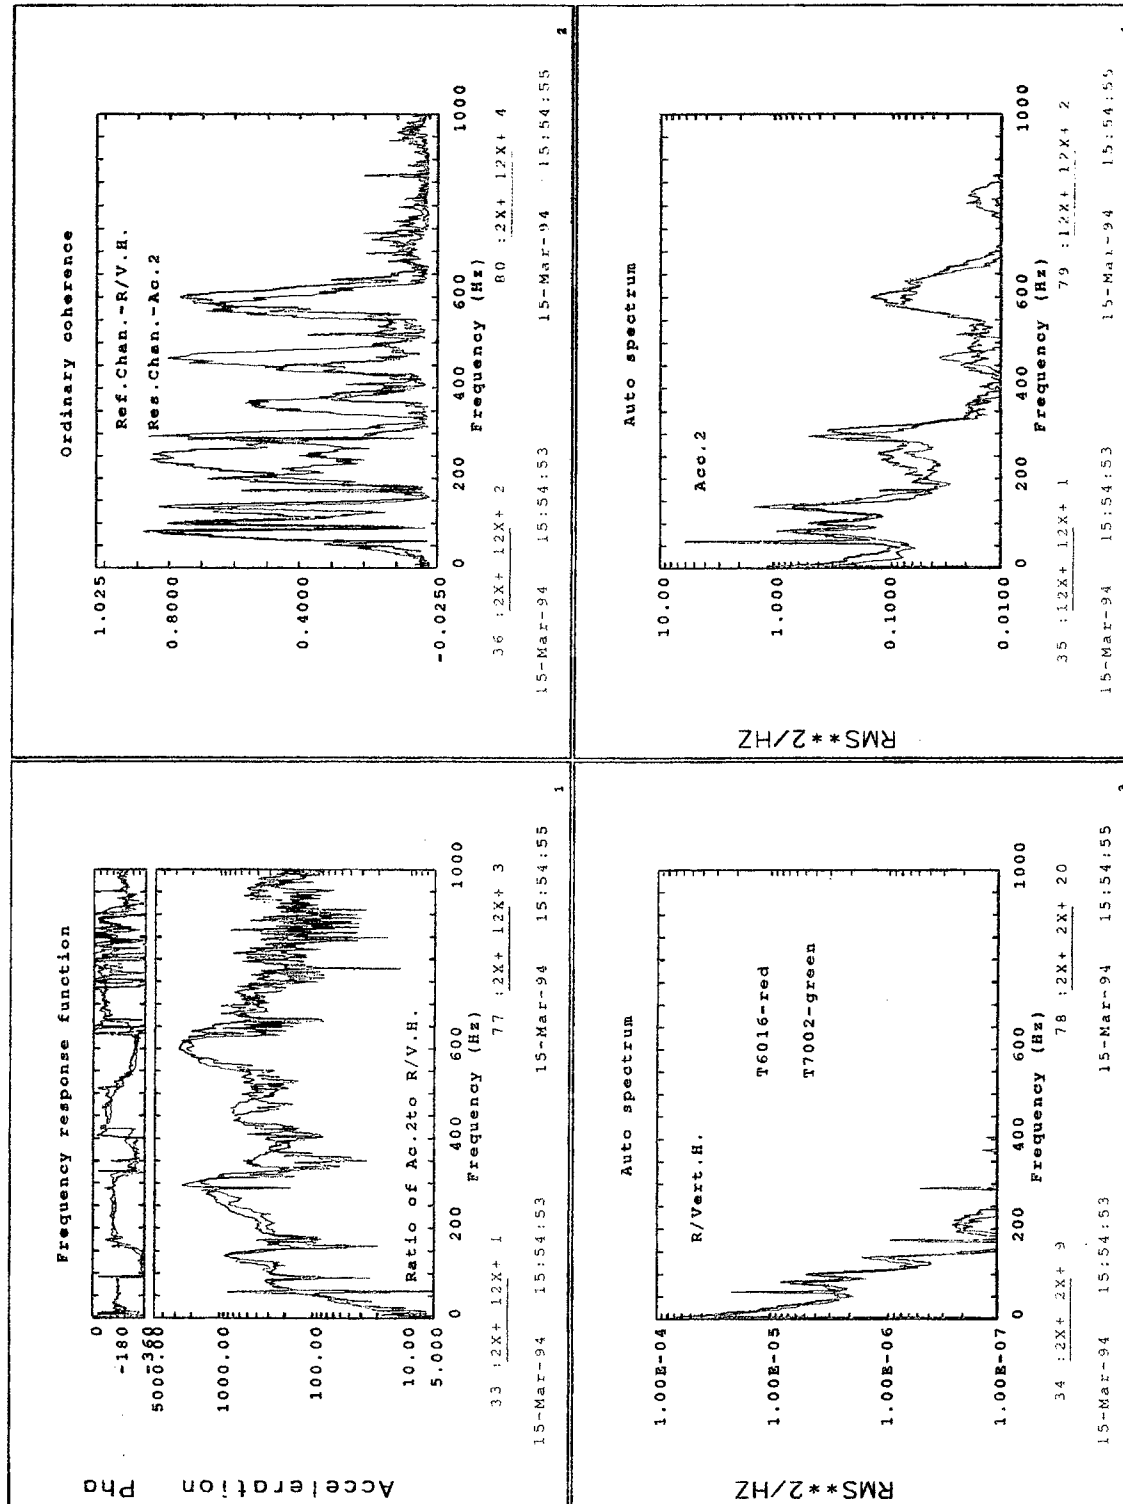 Frequency response function
Pha
0
-180
-360
Acceleration
5000.00
1000.00
100.00
10.00
5.000
Ratio of Ac.2to R/V.H.
0 200 400 600 1000
Frequency (Hz)
33 :2X+ 12X+ 1 77 :2X+ 12X+ 3
15-Mar-94 15:54:53 15-Mar-94 15:54:55
1
Ordinary coherence
1.025
0.8000
0.4000
-0.025
Ref.Chan.-R/V.H.
Res.Chan.-Ac.2
0 200 400 600 1000
Frequency (Hz)
36 :2X+ 12X+ 2 80 :2X+ 12X+ 4
15-Mar-94 15:54:53 15-Mar-94 15:54:55
2
Auto spectrum
RMS**2/HZ
1.00E-04
1.00E-05
1.00E-06
1.00E-07
R/Vert.H.
T6016-red
T7002-green
0 200 400 600 1000
Frequency (Hz)
34 :2X+ 2X+ 9 78 :2X+ 2X+ 20
15-Mar-94 15:54:53 15-Mar-94 15:54:55
Auto spectrum
RMS**2/HZ
10.00
1.000
0.1000
0.0100
Acc.2
0 200 400 600 1000
Frequency (Hz)
35 :12X+ 12X+ 1 79 :12X+ 12X+ 2
15-Mar-94 15:54:53 15-Mar-94 15:54:55